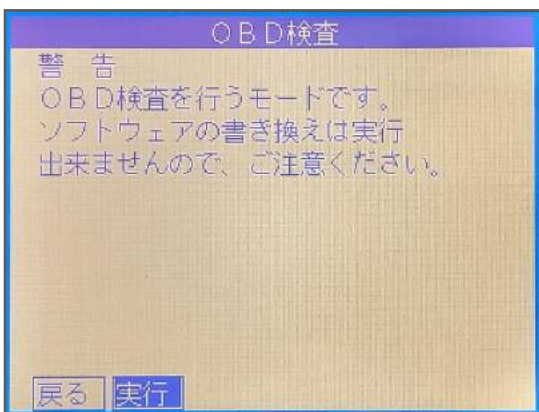 ＯＢＤ検査
警　告
ＯＢＤ検査を行うモードです。
ソフトウェアの書き換えは実行
出来ませんので、ご注意ください。
戻る 実行